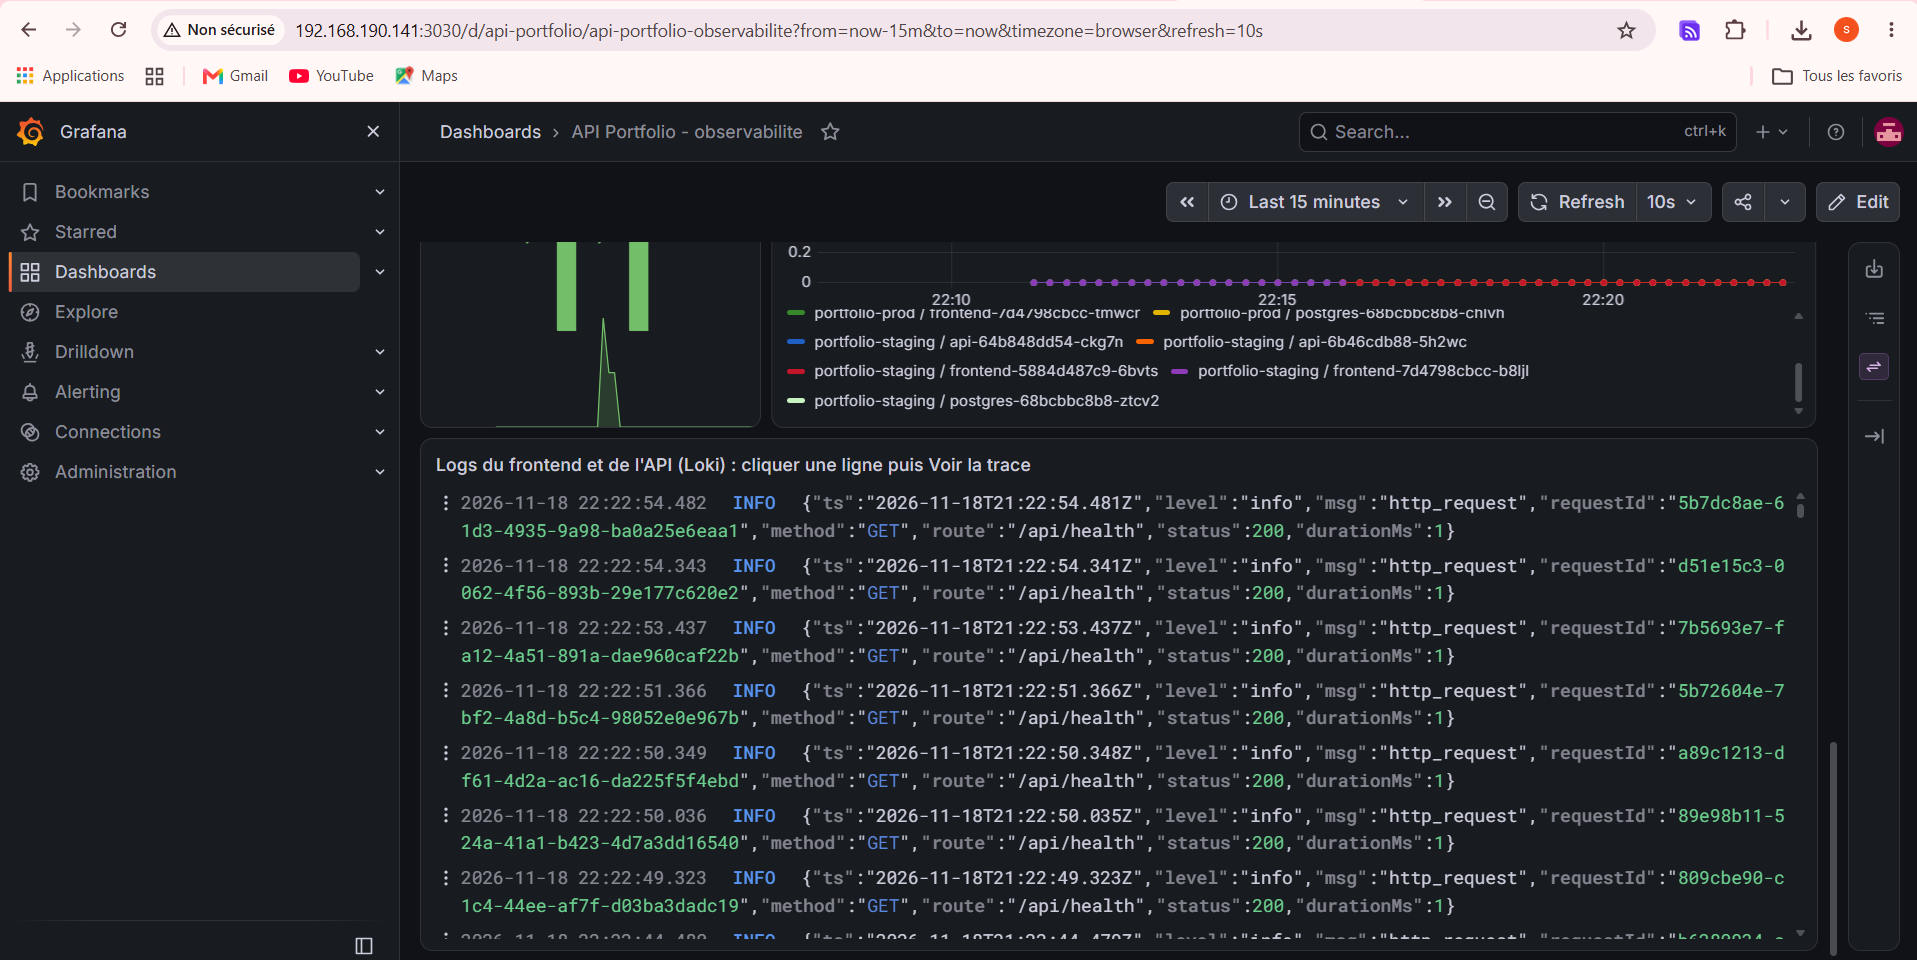 Non sécurisé 192.168.190.141:3030/d/api-portfolio/api-portfolio-observabilite?from=now-15m&to=now&timezone=browser&refresh=10s S
Applications Gmail YouTube Maps Tous les favoris
Grafana
Dashboards › API Portfolio - observabilite
Search... ctrl+k
Bookmarks
Starred
Dashboards
Explore
Drilldown
Alerting
Connections
Administration
Last 15 minutes Refresh 10s Edit
0.2
0
22:10 22:15 22:20
portfolio-prod / frontend-7d4798cbcc-tmwcr portfolio-prod / postgres-68bcbbc8b8-chlvh
portfolio-staging / api-64b848dd54-ckg7n portfolio-staging / api-6b46cdb88-5h2wc
portfolio-staging / frontend-5884d487c9-6bvts portfolio-staging / frontend-7d4798cbcc-b8ljl
portfolio-staging / postgres-68bcbbc8b8-ztcv2
Logs du frontend et de l'API (Loki) : cliquer une ligne puis Voir la trace
2026-11-18 22:22:54.482 INFO {"ts":"2026-11-18T21:22:54.481Z","level":"info","msg":"http_request","requestId":"5b7dc8ae-6
1d3-4935-9a98-ba0a25e6eaa1","method":"GET","route":"/api/health","status":200,"durationMs":1}
2026-11-18 22:22:54.343 INFO {"ts":"2026-11-18T21:22:54.341Z","level":"info","msg":"http_request","requestId":"d51e15c3-0
062-4f56-893b-29e177c620e2","method":"GET","route":"/api/health","status":200,"durationMs":1}
2026-11-18 22:22:53.437 INFO {"ts":"2026-11-18T21:22:53.437Z","level":"info","msg":"http_request","requestId":"7b5693e7-f
a12-4a51-891a-dae960caf22b","method":"GET","route":"/api/health","status":200,"durationMs":1}
2026-11-18 22:22:51.366 INFO {"ts":"2026-11-18T21:22:51.366Z","level":"info","msg":"http_request","requestId":"5b72604e-7
bf2-4a8d-b5c4-98052e0e967b","method":"GET","route":"/api/health","status":200,"durationMs":1}
2026-11-18 22:22:50.349 INFO {"ts":"2026-11-18T21:22:50.348Z","level":"info","msg":"http_request","requestId":"a89c1213-d
f61-4d2a-ac16-da225f5f4ebd","method":"GET","route":"/api/health","status":200,"durationMs":1}
2026-11-18 22:22:50.036 INFO {"ts":"2026-11-18T21:22:50.035Z","level":"info","msg":"http_request","requestId":"89e98b11-5
24a-41a1-b423-4d7a3dd16540","method":"GET","route":"/api/health","status":200,"durationMs":1}
2026-11-18 22:22:49.323 INFO {"ts":"2026-11-18T21:22:49.323Z","level":"info","msg":"http_request","requestId":"809cbe90-c
1c4-44ee-af7f-d03ba3dadc19","method":"GET","route":"/api/health","status":200,"durationMs":1}